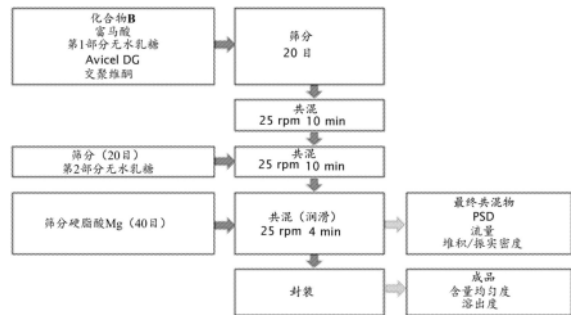 化合物B
富马酸
第1部分无水乳糖
Avicel DG
交聚维酮
筛分
20 目
共混
25 rpm 10 min
筛分（20目）
第2部分无水乳糖
共混
25 rpm 10 min
筛分硬脂酸Mg（40目）
共混（润滑）
25 rpm 4 min
最终共混物
PSD
流量
堆积/振实密度
封装
成品
含量均匀度
溶出度